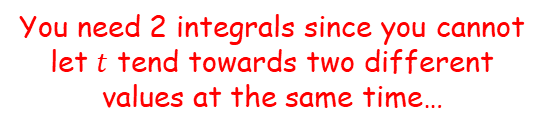 You need 2 integrals since you cannot
let t tend towards two different
values at the same time...